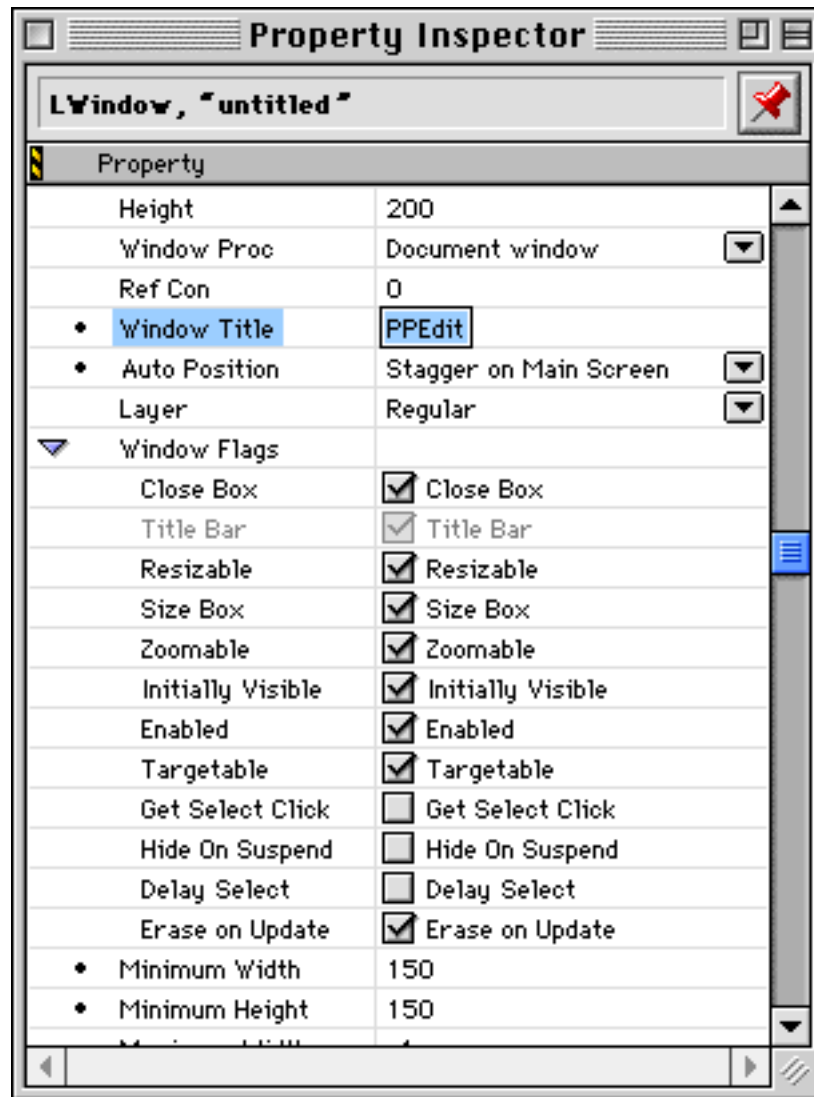 Property Inspector
LWindow, "untitled"
Property
Height 200
Window Proc Document window
Ref Con 0
• Window Title PPEdit
• Auto Position Stagger on Main Screen
Layer Regular
Window Flags
Close Box Close Box
Title Bar Title Bar
Resizable Resizable
Size Box Size Box
Zoomable Zoomable
Initially Visible Initially Visible
Enabled Enabled
Targetable Targetable
Get Select Click Get Select Click
Hide On Suspend Hide On Suspend
Delay Select Delay Select
Erase on Update Erase on Update
• Minimum Width 150
• Minimum Height 150